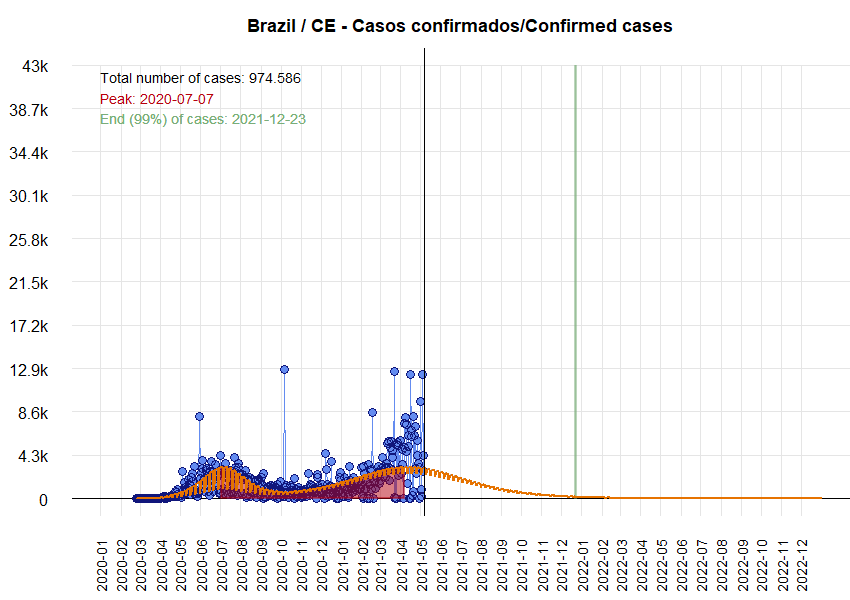 Brazil / CE - Casos confirmados/Confirmed cases
43k
Total number of cases: 974.586
Peak: 2020-07-07
End (99%) of cases: 2021-12-23
38.7k
34.4k
30.1k
25.8k
21.5k
17.2k
12.9k
8.6k
4.3k
0
2020-01
2020-02
2020-03
2020-04
2020-05
2020-06
2020-07
2020-08
2020-09
2020-10
2020-11
2020-12
2021-01
2021-02
2021-03
2021-04
2021-05
2021-06
2021-07
2021-08
2021-09
2021-10
2021-11
2021-12
2022-01
2022-02
2022-03
2022-04
2022-05
2022-06
2022-07
2022-08
2022-09
2022-10
2022-11
2022-12